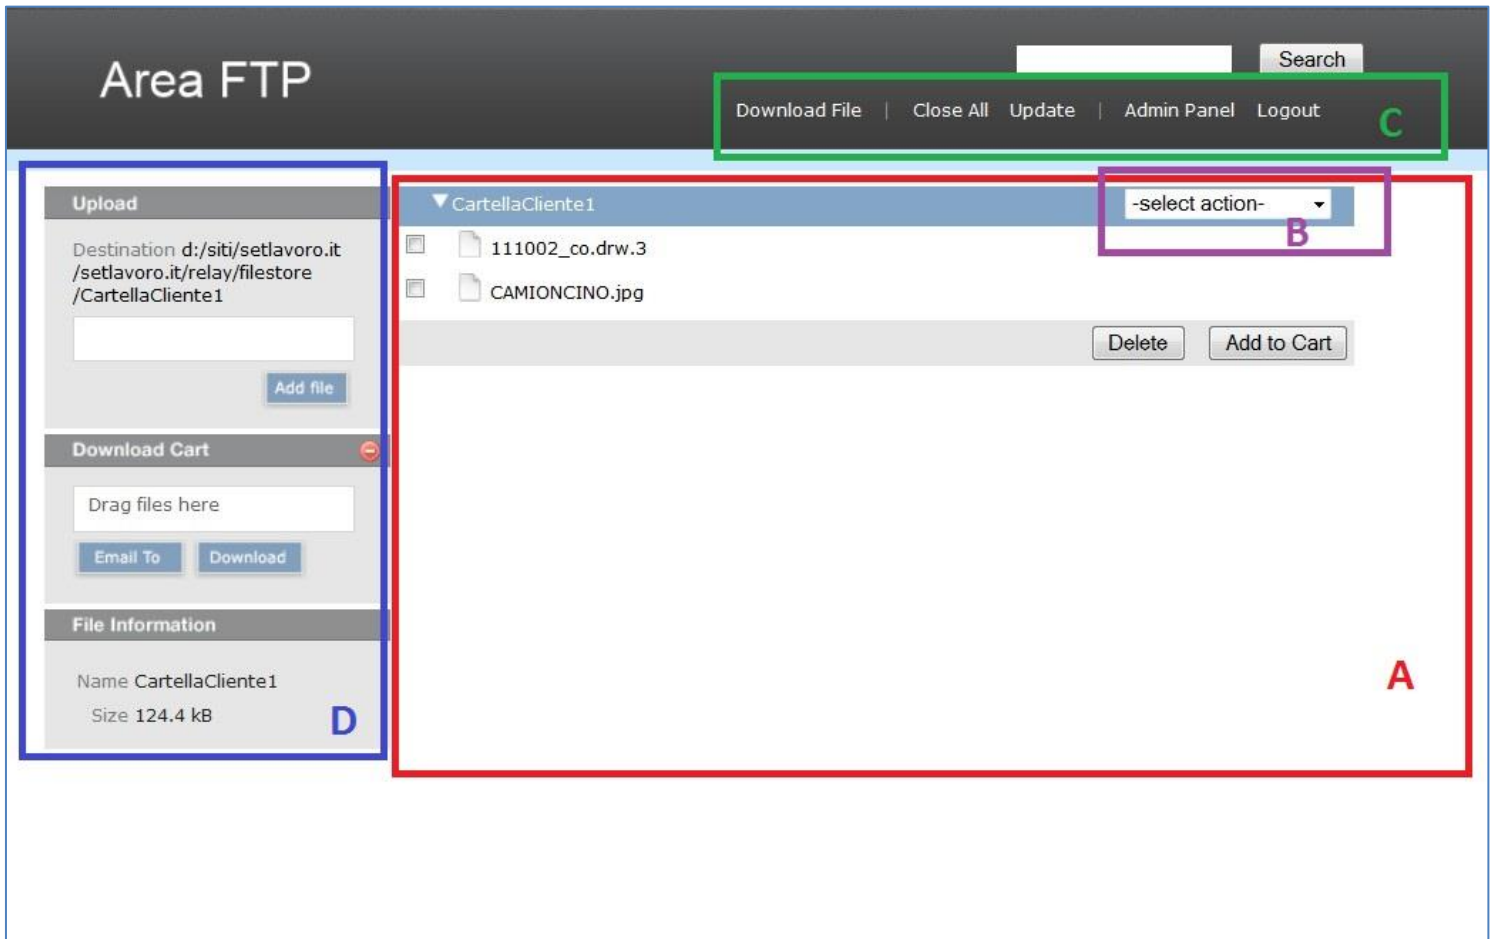 Area FTP
Search
Download File | Close All Update | Admin Panel Logout
C
Upload
Destination d:/siti/setlavoro.it
/setlavoro.it/relay/filestore
/CartellaCliente1
Add file
Download Cart
Drag files here
Email To Download
File Information
Name CartellaCliente1
Size 124.4 kB
D
CartellaCliente1
-select action-
B
111002_co.drw.3
CAMIONCINO.jpg
Delete Add to Cart
A